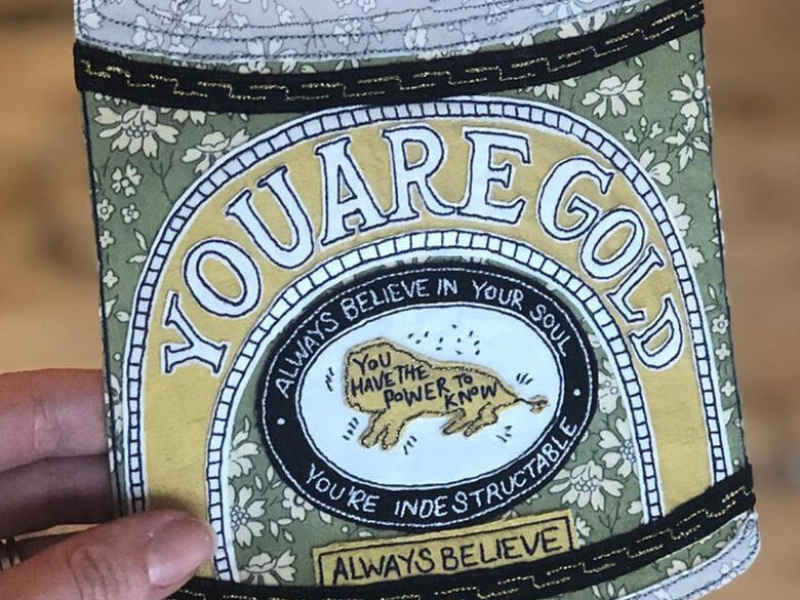 YOU ARE GOLD
ALWAYS BELIEVE IN YOUR SOUL
YOU
HAVE THE
POWER TO
KNOW
YOU'RE INDESTRUCTABLE
ALWAYS BELIEVE